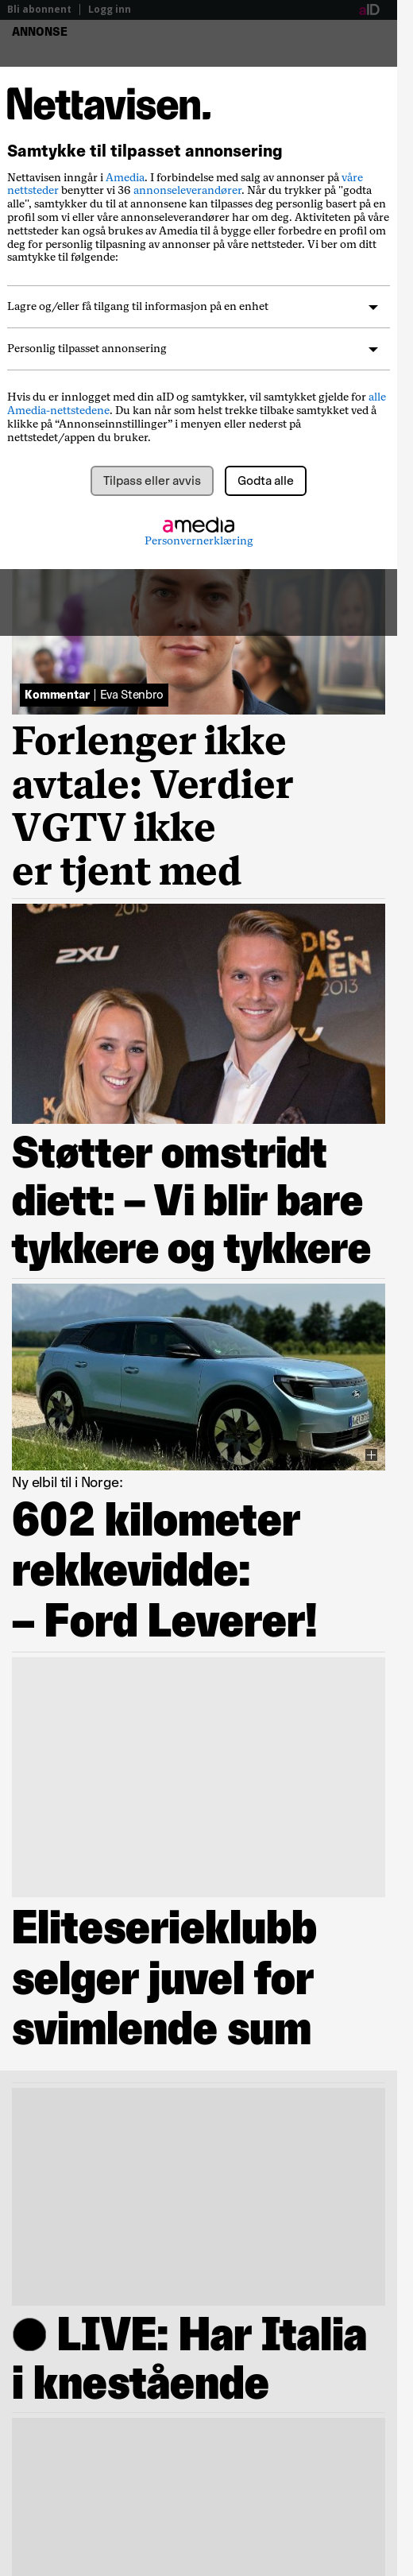 Bli abonnent | Logg inn
aID
ANNONSE
Nettavisen.
Samtykke til tilpasset annonsering
Nettavisen inngår i Amedia. I forbindelse med salg av annonser på våre
nettsteder benytter vi 36 annonseleverandører. Når du trykker på "godta
alle", samtykker du til at annonsene kan tilpasses deg personlig basert på en
profil som vi eller våre annonseleverandører har om deg. Aktiviteten på våre
nettsteder kan også brukes av Amedia til å bygge eller forbedre en profil om
deg for personlig tilpasning av annonser på våre nettsteder. Vi ber om ditt
samtykke til følgende:
Lagre og/eller få tilgang til informasjon på en enhet
Personlig tilpasset annonsering
Hvis du er innlogget med din aID og samtykker, vil samtykket gjelde for alle
Amedia-nettstedene. Du kan når som helst trekke tilbake samtykket ved å
klikke på “Annonseinnstillinger” i menyen eller nederst på
nettstedet/appen du bruker.
Tilpass eller avvis
Godta alle
amedia
Personvernerklæring
Kommentar | Eva Stenbro
Forlenger ikke
avtale: Verdier
VGTV ikke
er tjent med
2013
2XU
DIS-
2013
Støtter omstridt
diett: – Vi blir bare
tykkere og tykkere
Ny elbil til i Norge:
602 kilometer
rekkevidde:
– Ford Leverer!
Eliteserieklubb
selger juvel for
svimlende sum
● LIVE: Har Italia
i knestående